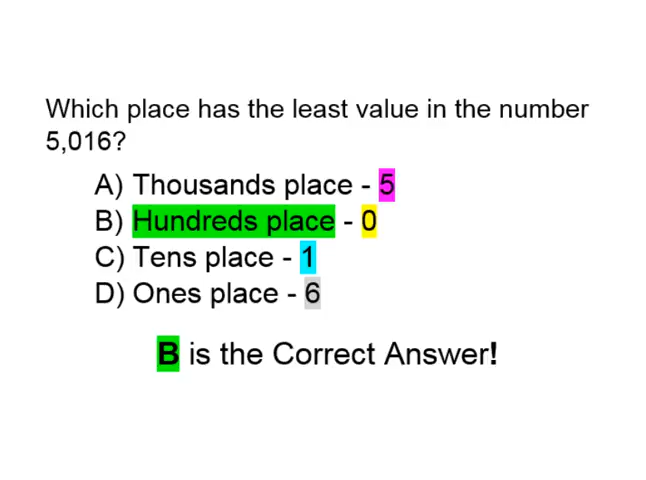 Which place has the least value in the number
5,016?
A) Thousands place - 5
B) Hundreds place - 0
C) Tens place - 1
D) Ones place - 6
B is the Correct Answer!